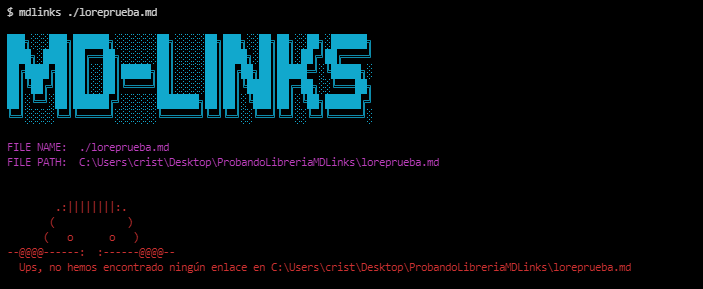 $ mdlinks ./loreprueba.md
MD-LINKS
FILE NAME:  ./loreprueba.md
FILE PATH:  C:\Users\crist\Desktop\ProbandoLibreriaMDLinks\loreprueba.md
.:||||||||:.
(            )
(   o      o   )
--@@@@------:  :------@@@@--
Ups, no hemos encontrado ningún enlace en C:\Users\crist\Desktop\ProbandoLibreriaMDLinks\loreprueba.md